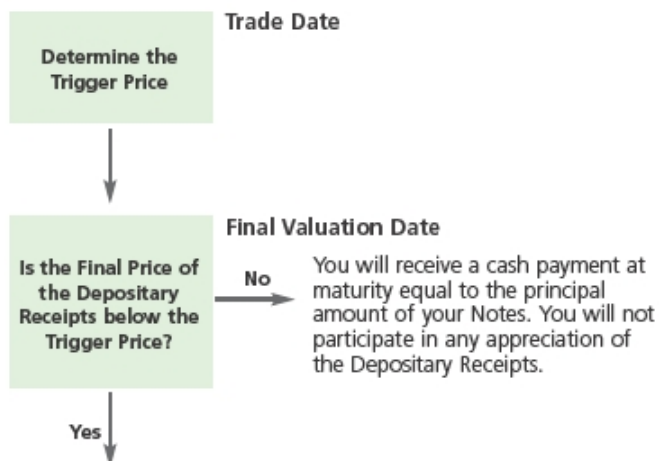 Trade Date
Determine the
Trigger Price
Final Valuation Date
Is the Final Price of
the Depositary
Receipts below the
Trigger Price?
No
You will receive a cash payment at
maturity equal to the principal
amount of your Notes. You will not
participate in any appreciation of
the Depositary Receipts.
Yes